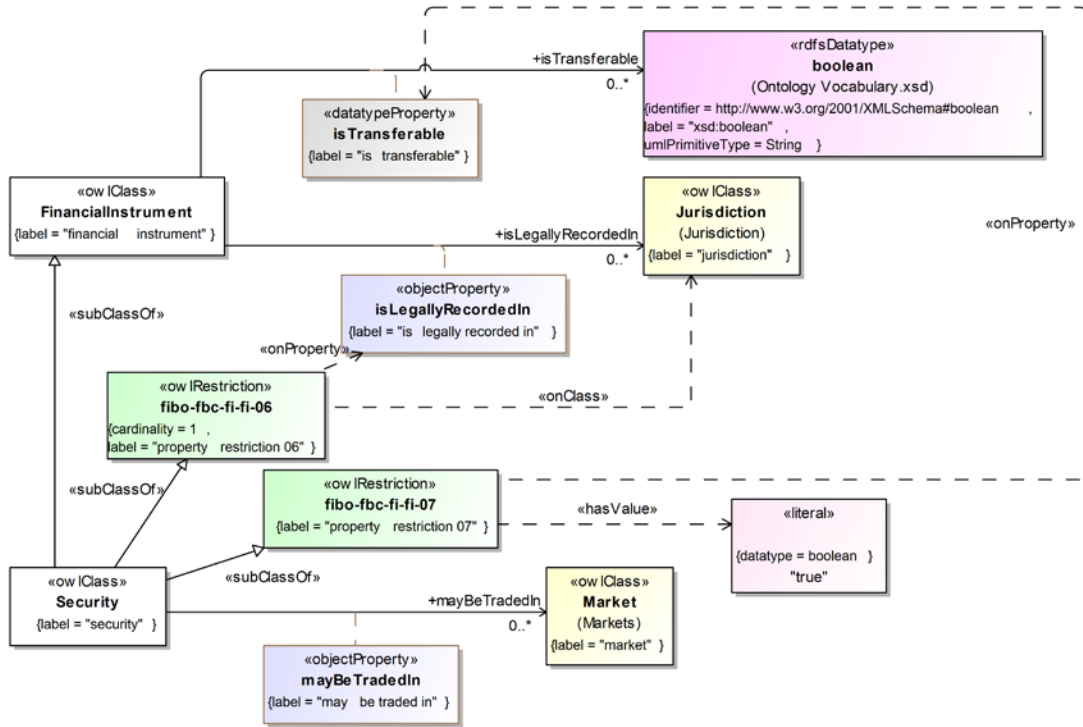 +isTransferable
0..*
«rdfsDatatype»
boolean
(Ontology Vocabulary.xsd)
{identifier = http://www.w3.org/2001/XMLSchema#boolean ,
label = "xsd:boolean" ,
umlPrimitiveType = String }
«datatypeProperty»
isTransferable
{label = "is transferable" }
«owlClass»
FinancialInstrument
{label = "financial instrument" }
+isLegallyRecordedIn
0..*
«owlClass»
Jurisdiction
(Jurisdiction)
{label = "jurisdiction" }
«onProperty»
«objectProperty»
isLegallyRecordedIn
{label = "is legally recorded in" }
«subClassOf»
«onProperty»
«owlRestriction»
fibo-fbc-fi-fi-06
{cardinality = 1 ,
label = "property restriction 06" }
«onClass»
«subClassOf»
«owlRestriction»
fibo-fbc-fi-fi-07
{label = "property restriction 07" }
«hasValue»
«literal»
{datatype = boolean }
"true"
«subClassOf»
«owlClass»
Security
{label = "security" }
+mayBeTradedIn
0..*
«owlClass»
Market
(Markets)
{label = "market" }
«objectProperty»
mayBeTradedIn
{label = "may be traded in" }